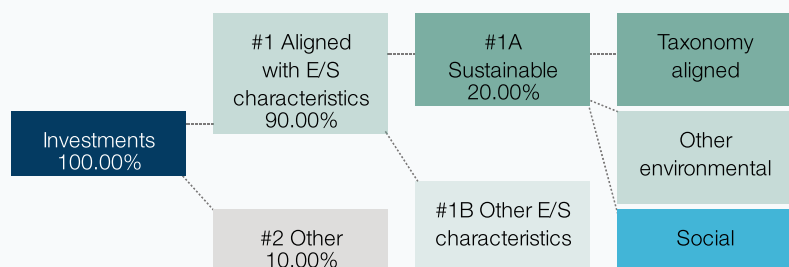 Investments
100.00%
#1 Aligned
with E/S
characteristics
90.00%
#2 Other
10.00%
#1A
Sustainable
20.00%
#1B Other E/S
characteristics
Taxonomy
aligned
Other
environmental
Social